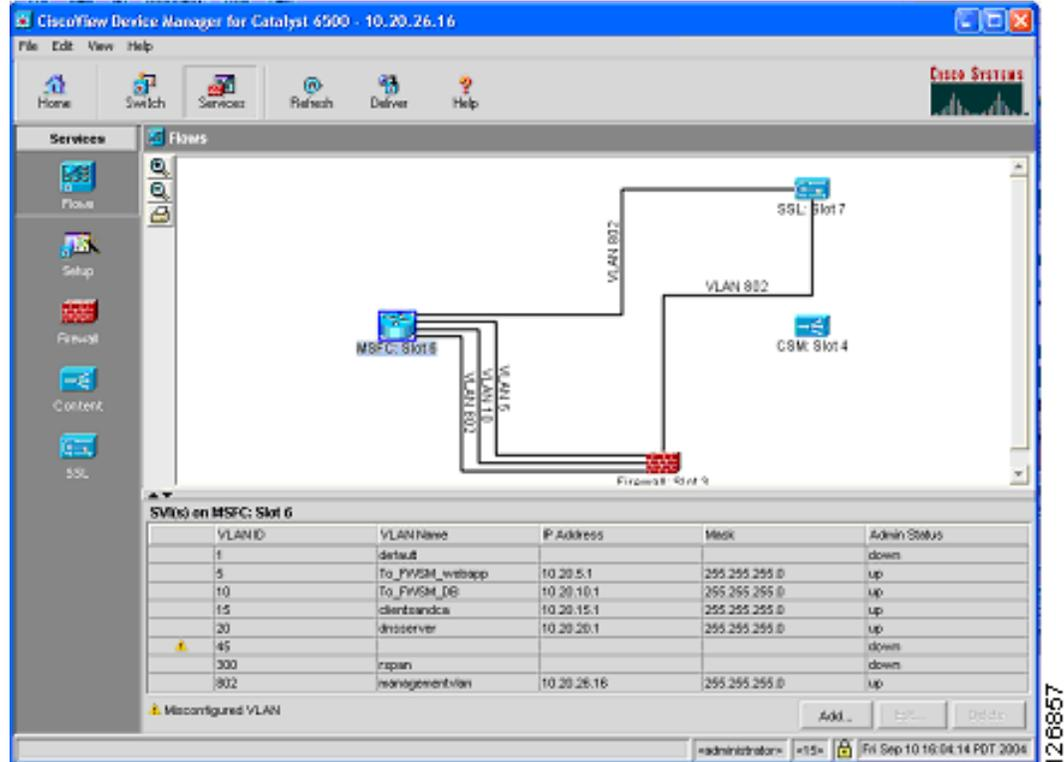 CiscoView Device Manager for Catalyst 6500 - 10.20.26.16
File Edit View Help
Home Switch Services Refresh Deliver Help
CISCO SYSTEMS
Services
Flows
Flows
Setup
Firewall
Content
SSL
SSL: Slot 7
VLAN 802
VLAN 802
CSM: Slot 4
MSFC: Slot 6
VLAN 802
VLAN 10
VLAN 5
Firewall: Slot 3
SVI(s) on MSFC: Slot 6
VLAN ID VLAN Name IP Address Mask Admin Status
1 default down
5 To_FWSM_webapp 10.20.5.1 255.255.255.0 up
10 To_FWSM_DB 10.20.10.1 255.255.255.0 up
15 clientsandca 10.20.15.1 255.255.255.0 up
20 dnsserver 10.20.20.1 255.255.255.0 up
45 down
300 rspan down
802 managementvlan 10.20.26.16 255.255.255.0 up
Misconfigured VLAN
Add... Edit... Delete
<administrator> <15> Fri Sep 10 16:04:14 PDT 2004
126857